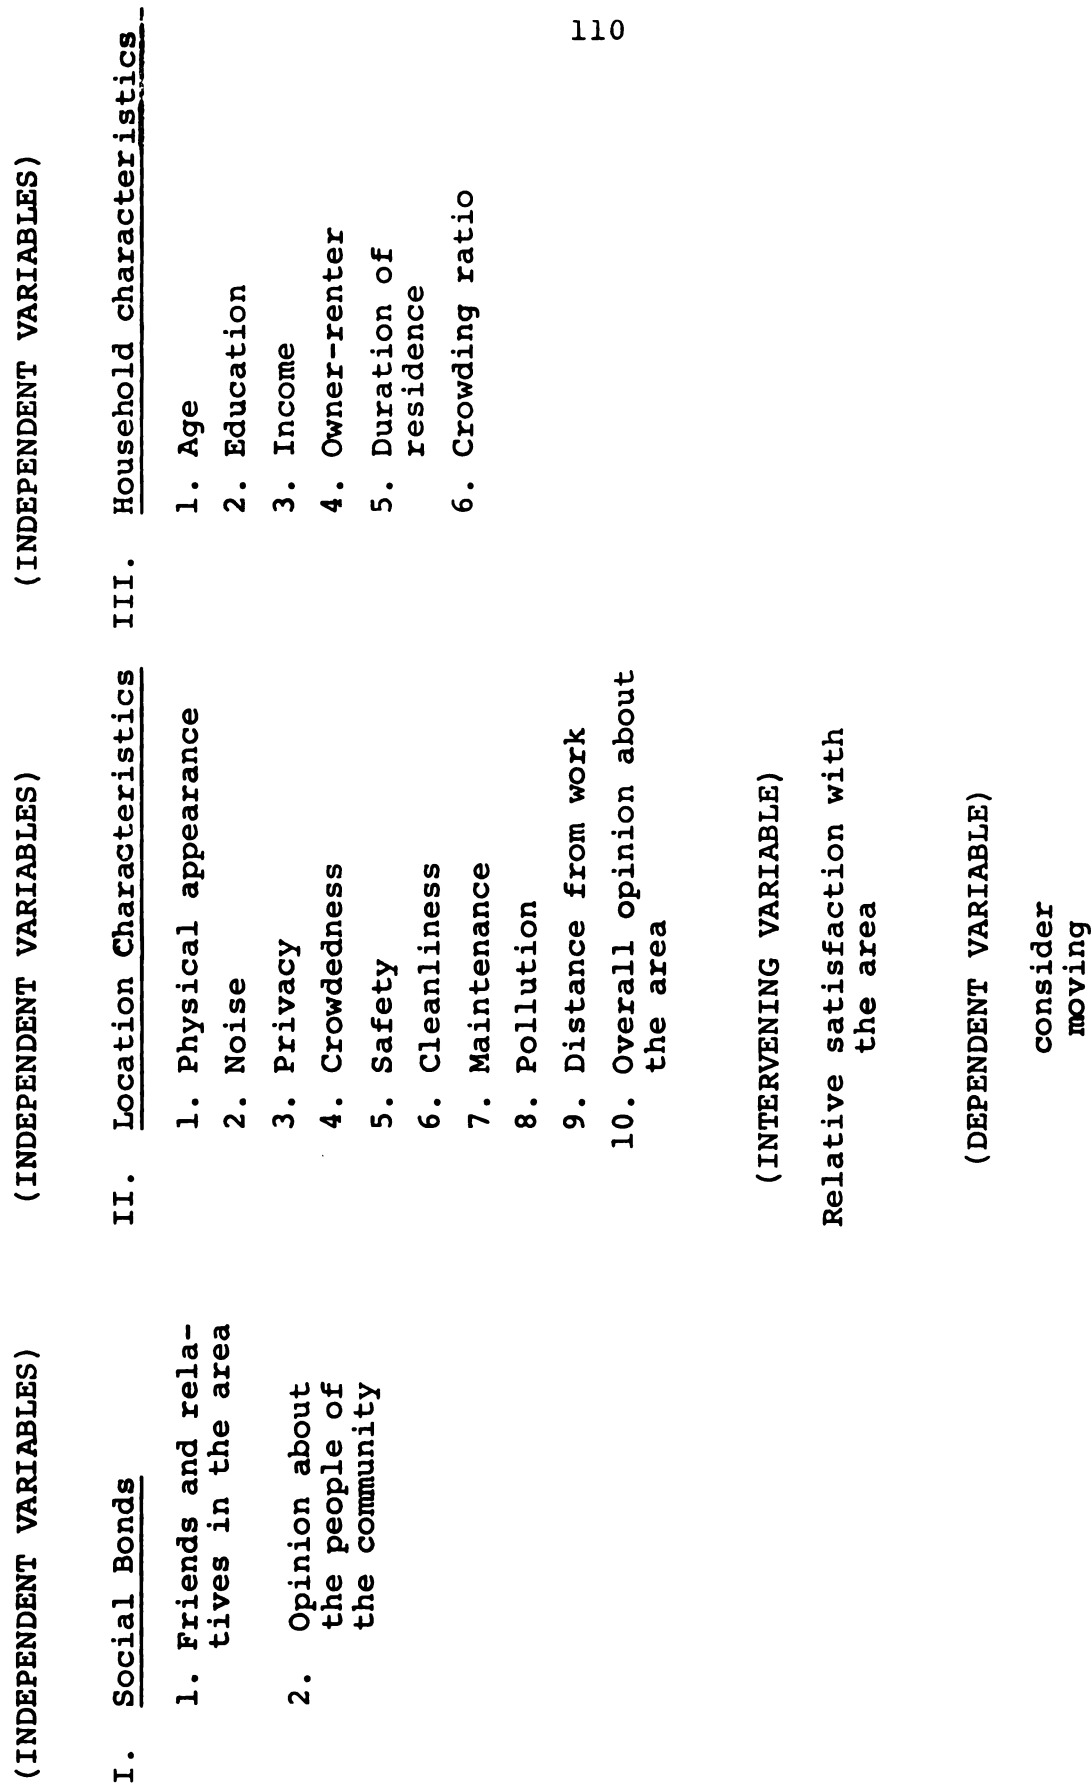 110
(INDEPENDENT VARIABLES)
I. Social Bonds
1. Friends and rela-
tives in the area
2. Opinion about
the people of
the community
(INDEPENDENT VARIABLES)
II. Location Characteristics
1. Physical appearance
2. Noise
3. Privacy
4. Crowdedness
5. Safety
6. Cleanliness
7. Maintenance
8. Pollution
9. Distance from work
10. Overall opinion about
the area
(INDEPENDENT VARIABLES)
III. Household characteristics
1. Age
2. Education
3. Income
4. Owner-renter
5. Duration of
residence
6. Crowding ratio
(INTERVENING VARIABLE)
Relative satisfaction with
the area
(DEPENDENT VARIABLE)
consider
moving